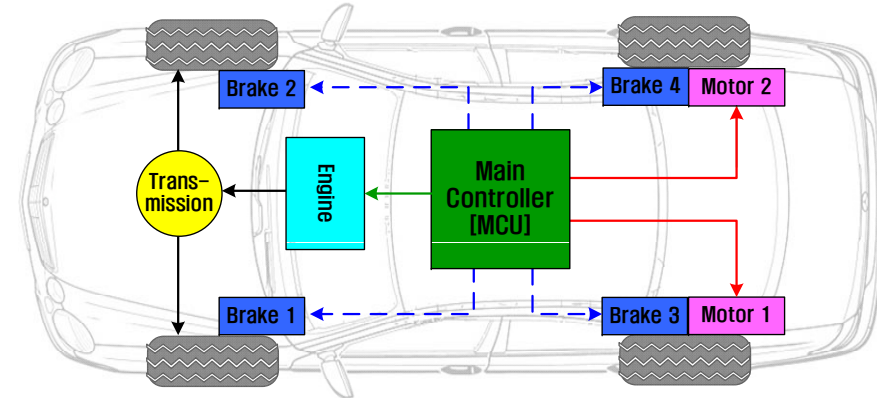 Brake 2
Brake 4
Motor 2
Trans-
mission
Engine
Main
Controller
[MCU]
Brake 1
Brake 3
Motor 1